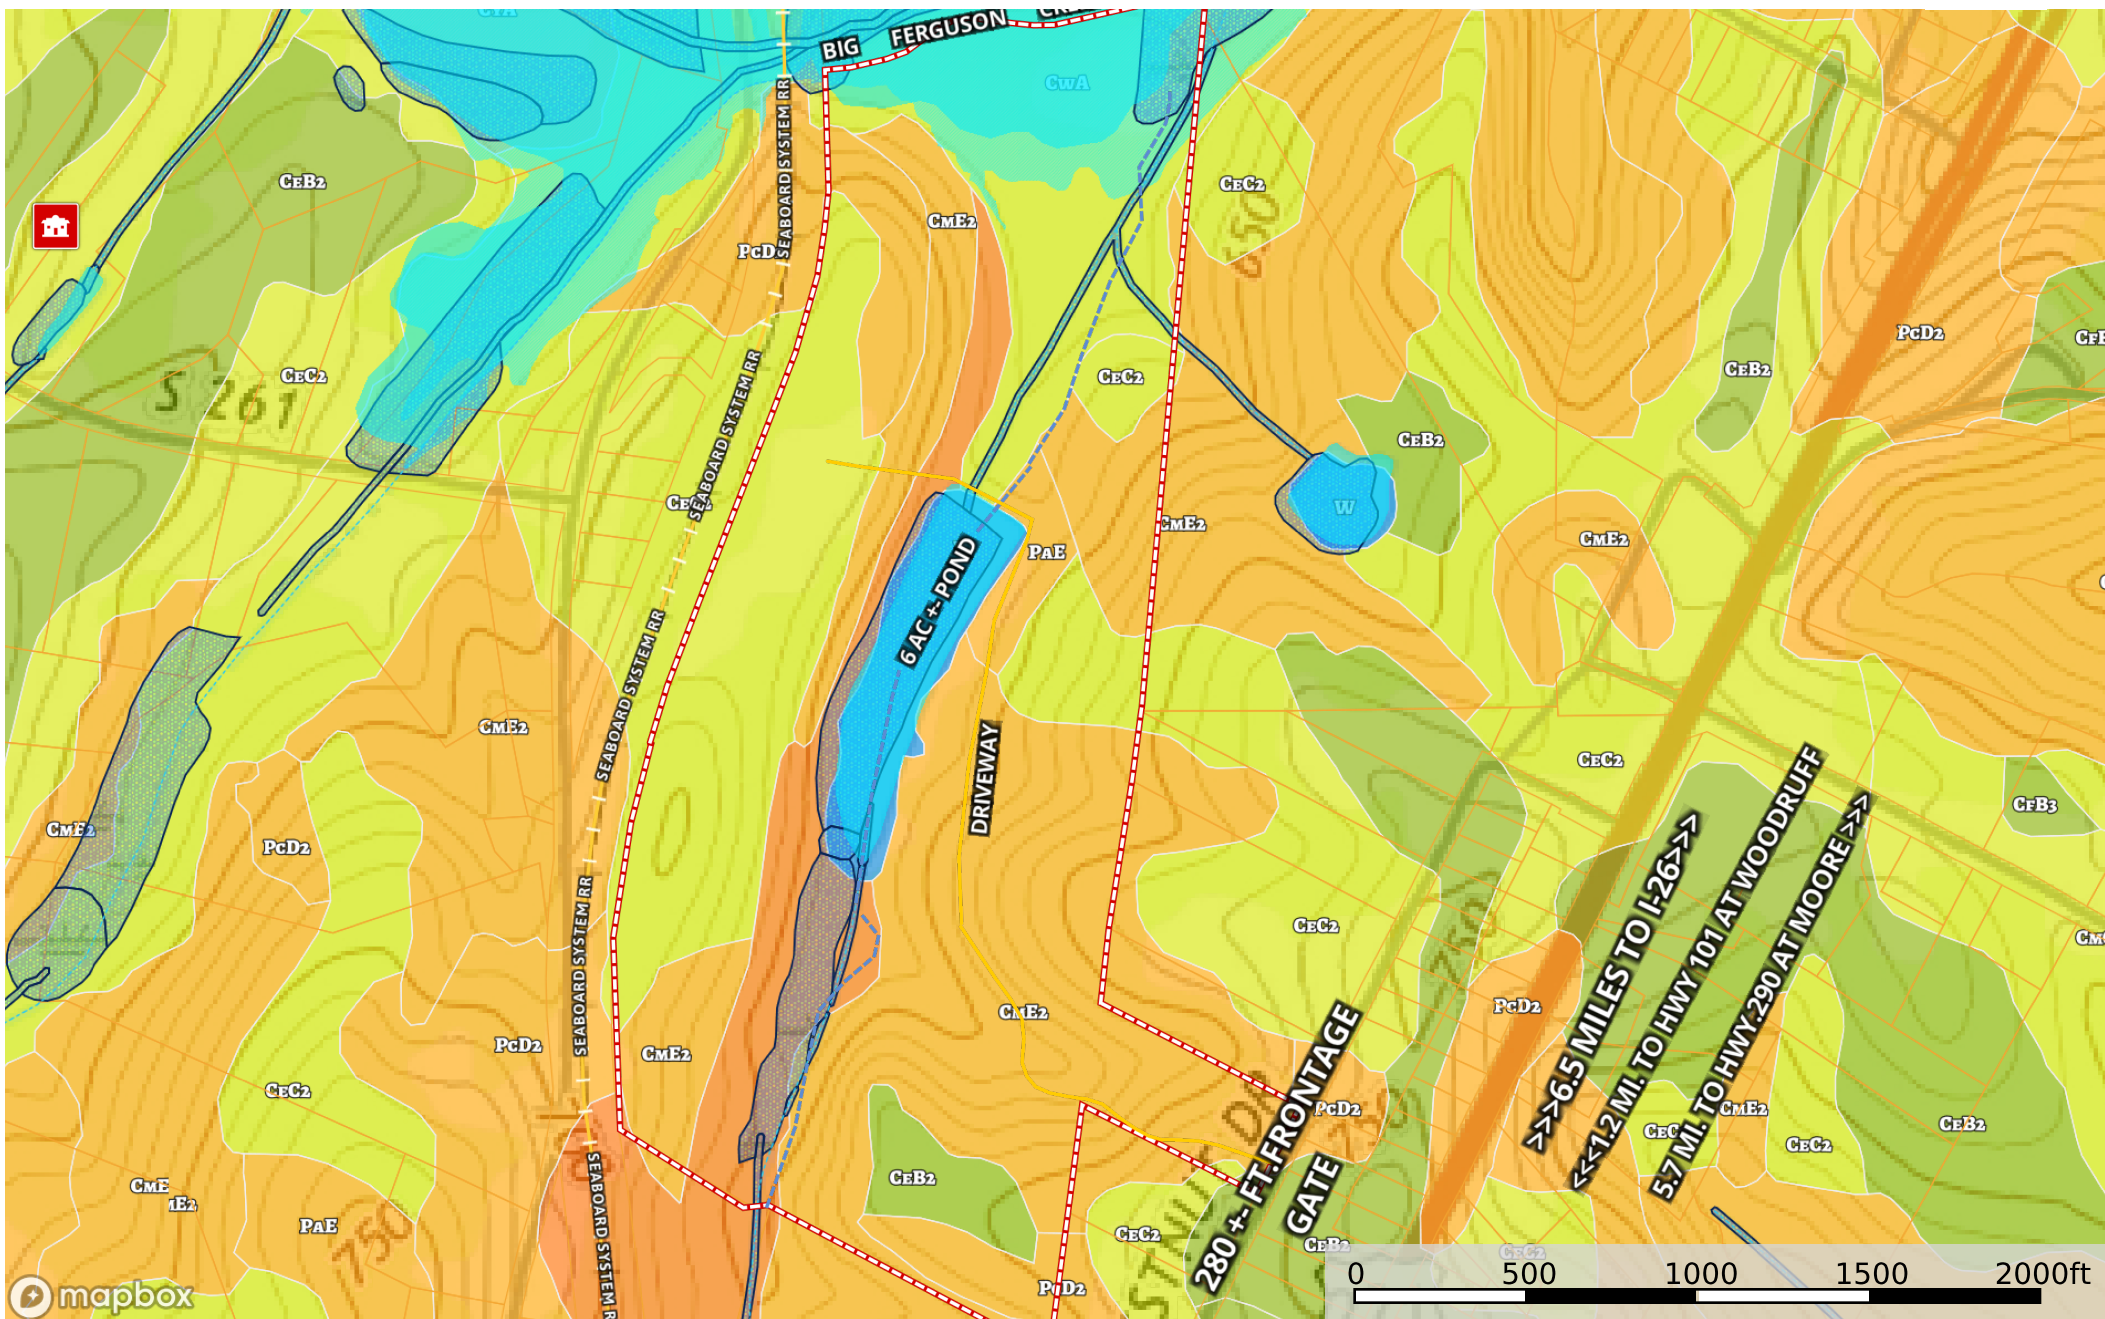 BIG FERGUSON
CwA
SEABOARD SYSTEM RR
CeB2
CeC2
650
CmE2
PcD2
CeC2
S 261
CeC2
CeB2
CeB2
SEABOARD SYSTEM RR
CmE2
W
CmE2
PaE
6 AC +- POND
SEABOARD SYSTEM RR
CmE2
DRIVEWAY
CeC2
CfB3
CmE2
PcD2
CeC2
SEABOARD SYSTEM RR
750
PcD2
CmE2
PcD2
CmE2
CeC2
PcD2
280 +- FT.FRONTAGE
GATE
>>>6.5 MILES TO I-26>>>
<<<1.2 MI. TO HWY 101 AT WOODRUFF
5.7 MI. TO HWY.290 AT MOORE >>>
CmE2
CeC2
CeB2
CeB2
CmE
PaE
750
SEABOARD SYSTEM R
CeC2
CeB2
CeC2
PcD2
mapbox
0 500 1000 1500 2000ft